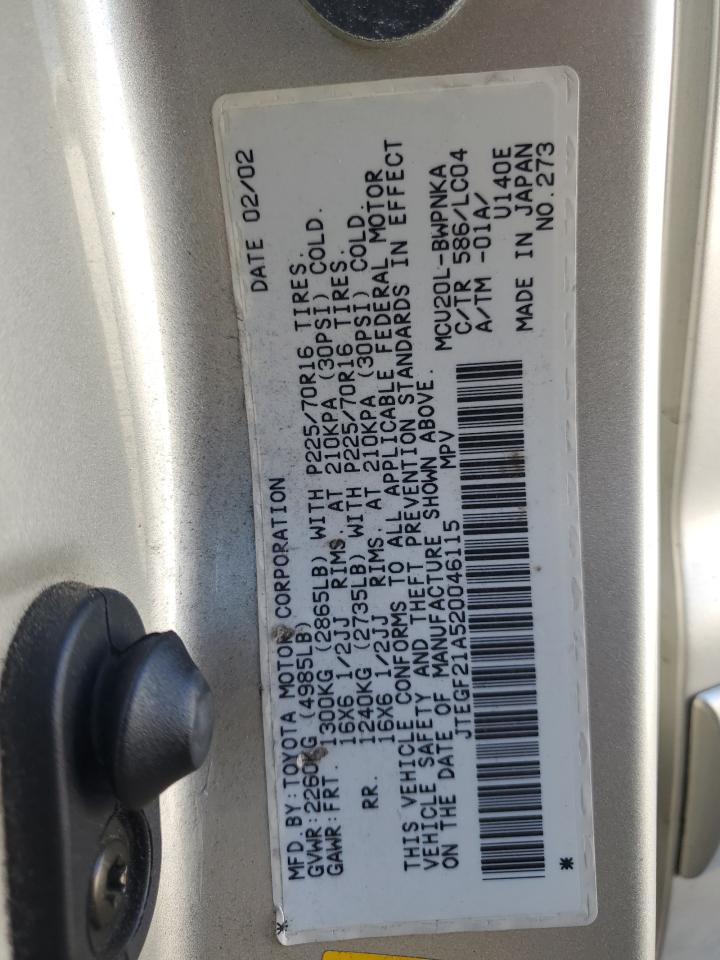 MFD.BY:TOYOTA MOTOR CORPORATION DATE 02/02
GVWR:2260KG (4985LB)
GAWR:FRT. 1300KG (2865LB) WITH P225/70R16 TIRES.
16X6 1/2JJ RIMS. AT 210KPA (30PSI) COLD.
RR. 1240KG (2735LB) WITH P225/70R16 TIRES.
16X6 1/2JJ RIMS. AT 210KPA (30PSI) COLD.
THIS VEHICLE CONFORMS TO ALL APPLICABLE FEDERAL MOTOR
VEHICLE SAFETY AND THEFT PREVENTION STANDARDS IN EFFECT
ON THE DATE OF MANUFACTURE SHOWN ABOVE.
JTEGF21A520046115 MPV
MCU20L-BWPNKA
C/TR 586/LC04
A/TM -01A/
U140E
MADE IN JAPAN
NO.273